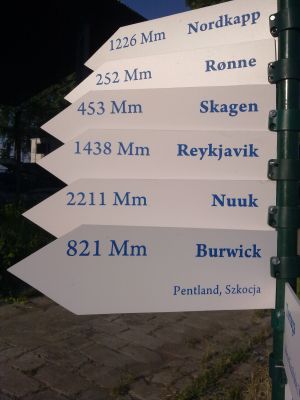 1226 Mm Nordkapp
252 Mm Rønne
453 Mm Skagen
1438 Mm Reykjavik
2211 Mm Nuuk
821 Mm Burwick
Pentland, Szkocja